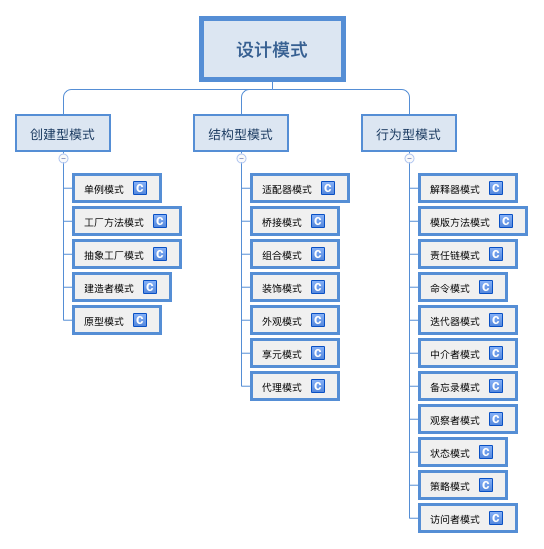 设计模式
创建型模式
单例模式 C
工厂方法模式 C
抽象工厂模式 C
建造者模式 C
原型模式 C
结构型模式
适配器模式 C
桥接模式 C
组合模式 C
装饰模式 C
外观模式 C
享元模式 C
代理模式 C
行为型模式
解释器模式 C
模版方法模式 C
责任链模式 C
命令模式 C
迭代器模式 C
中介者模式 C
备忘录模式 C
观察者模式 C
状态模式 C
策略模式 C
访问者模式 C